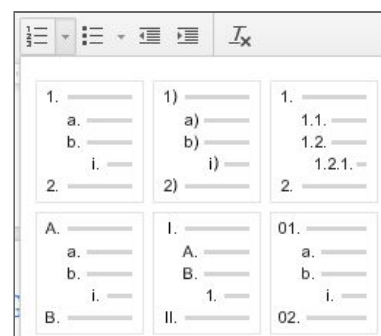 1.
a.
b.
i.
2.
1)
a)
b)
i)
2)
1.
1.1.
1.2.
1.2.1.
2.
A.
a.
b.
i.
B.
I.
A.
B.
1.
II.
01.
a.
b.
i.
02.